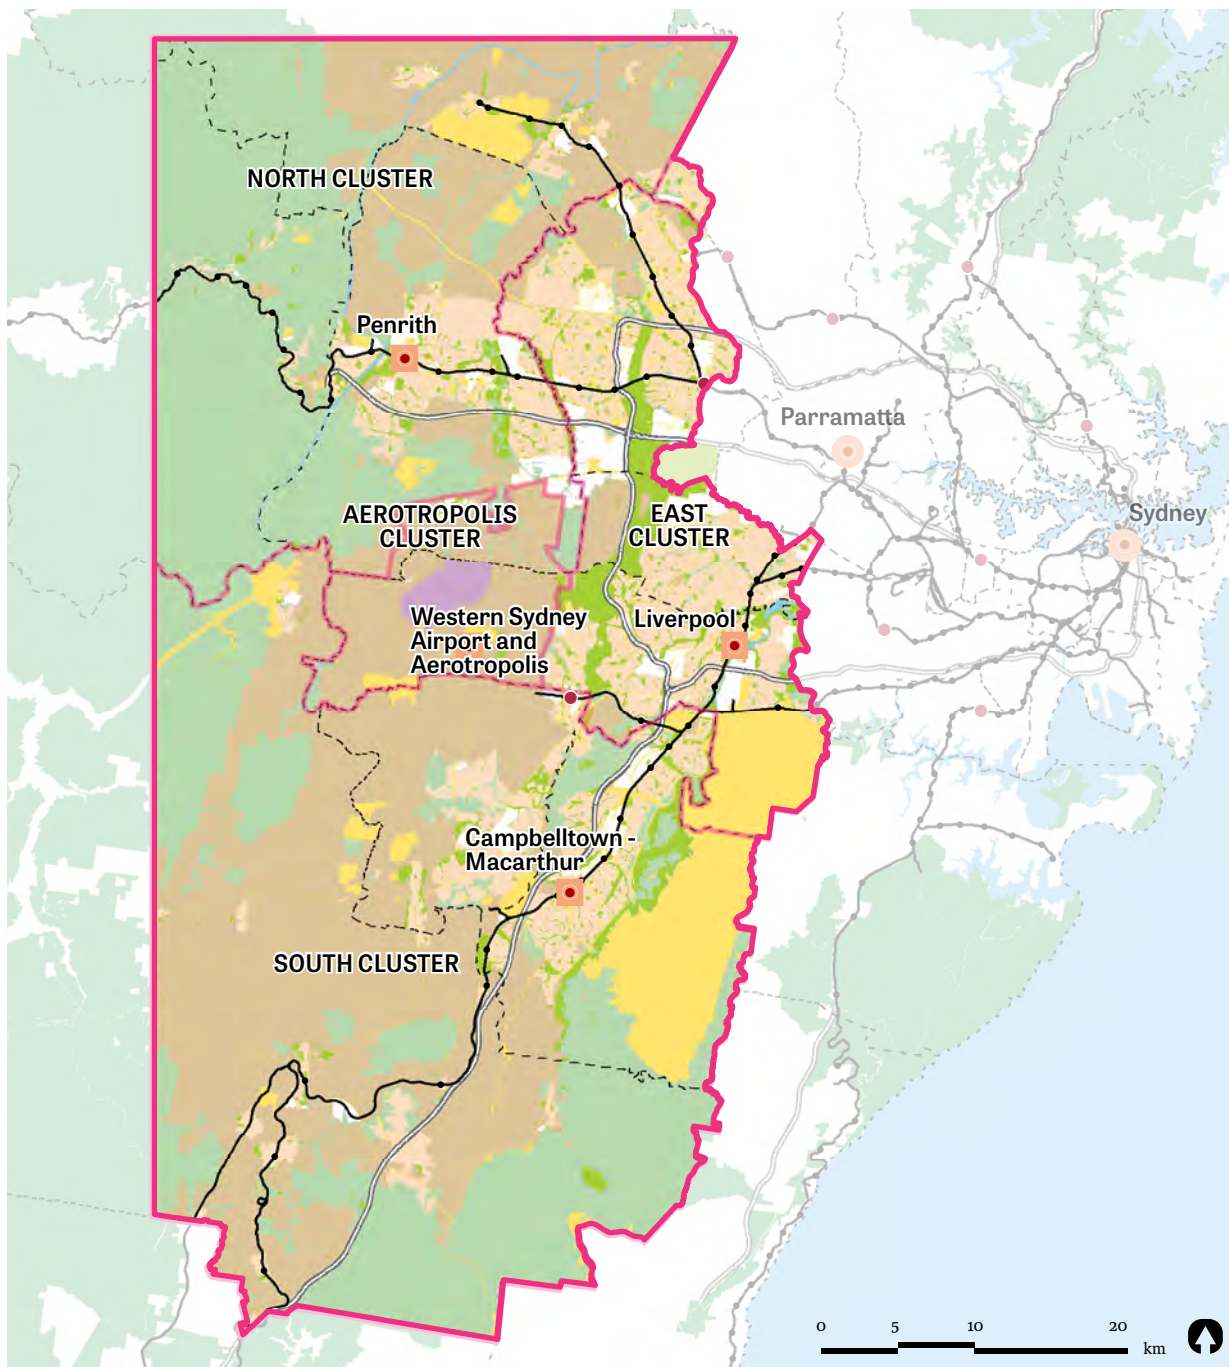 NORTH CLUSTER
Penrith
Parramatta
Sydney
AEROTROPOLIS
CLUSTER
EAST
CLUSTER
Western Sydney
Airport and
Aerotropolis
Liverpool
Campbelltown -
Macarthur
SOUTH CLUSTER
0 5 10 20
km